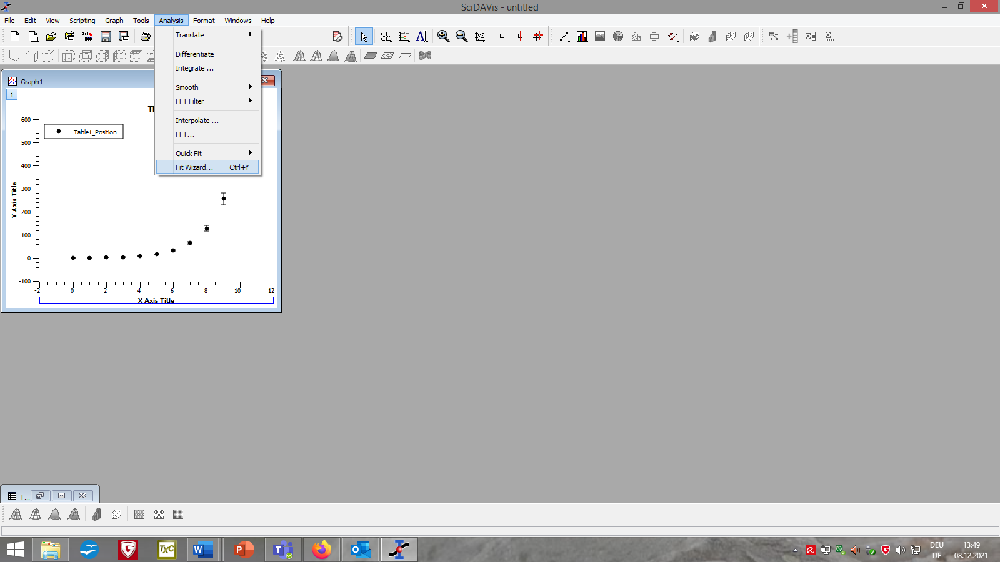 SciDAVis - untitled
File Edit View Scripting Graph Tools Analysis Format Windows Help
Translate
Differentiate
Integrate ...
Smooth
FFT Filter
Interpolate ...
FFT...
Quick Fit
Fit Wizard... Ctrl+Y
Graph1
1
Ti
Table1_Position
600
500
400
300
200
100
0
-100
Y Axis Title
-2 0 2 4 6 8 10 12
X Axis Title
T...
DEU 13:49
DE 08.12.2021